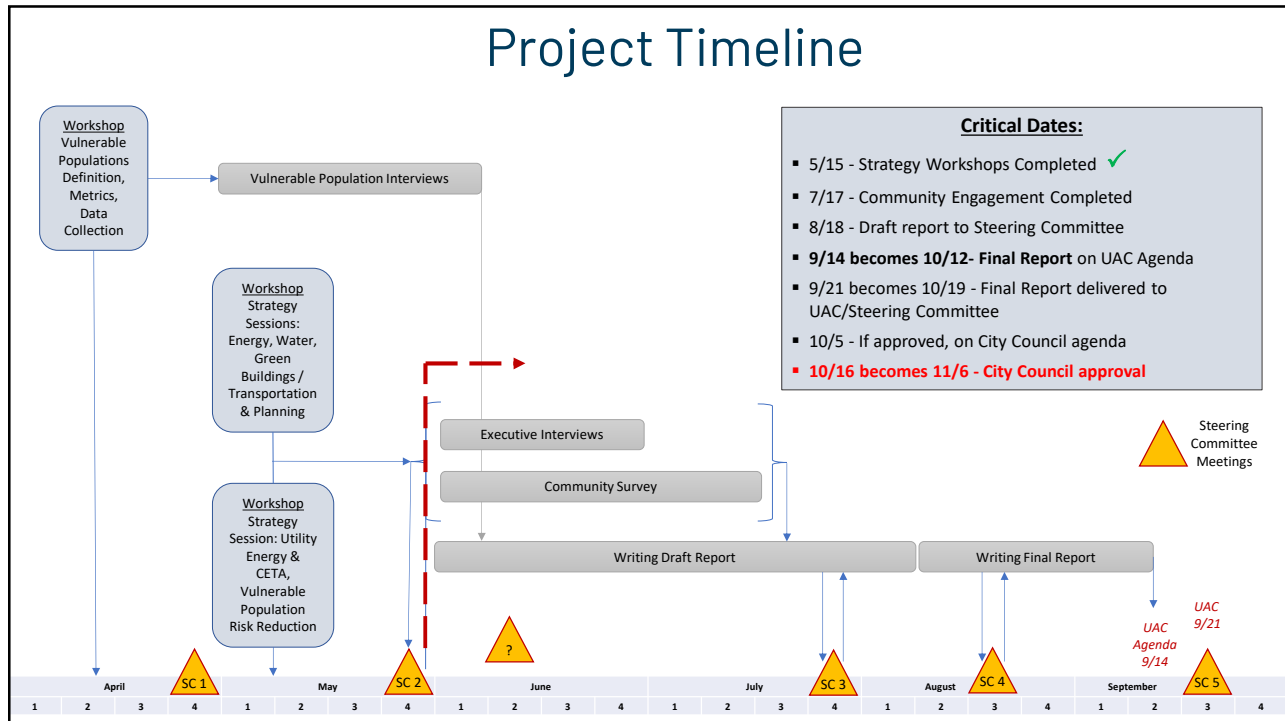 Project Timeline
Workshop
Vulnerable
Populations
Definition,
Metrics,
Data
Collection
Vulnerable Population Interviews
Critical Dates:
▪ 5/15 - Strategy Workshops Completed ✓
▪ 7/17 - Community Engagement Completed
▪ 8/18 - Draft report to Steering Committee
▪ 9/14 becomes 10/12- Final Report on UAC Agenda
▪ 9/21 becomes 10/19 - Final Report delivered to
UAC/Steering Committee
▪ 10/5 - If approved, on City Council agenda
▪ 10/16 becomes 11/6 - City Council approval
Workshop
Strategy
Sessions:
Energy, Water,
Green
Buildings /
Transportation
& Planning
Executive Interviews
Community Survey
Steering
Committee
Meetings
Workshop
Strategy
Session: Utility
Energy &
CETA,
Vulnerable
Population
Risk Reduction
Writing Draft Report
Writing Final Report
UAC
Agenda
9/14
UAC
9/21
SC 1
SC 2
?
SC 3
SC 4
SC 5
April May June July August September
1 2 3 4 1 2 3 4 1 2 3 4 1 2 3 4 1 2 3 4 1 2 3 4